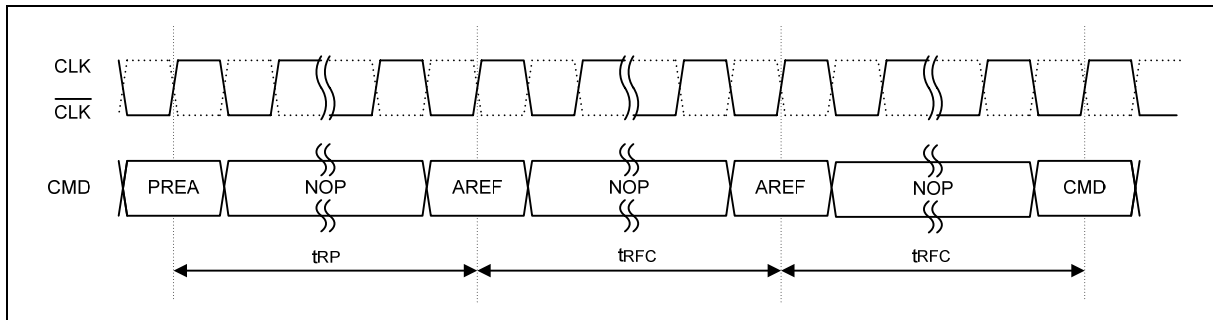 CLK
CLK
CMD PREA NOP AREF NOP AREF NOP CMD
tRP tRFC tRFC